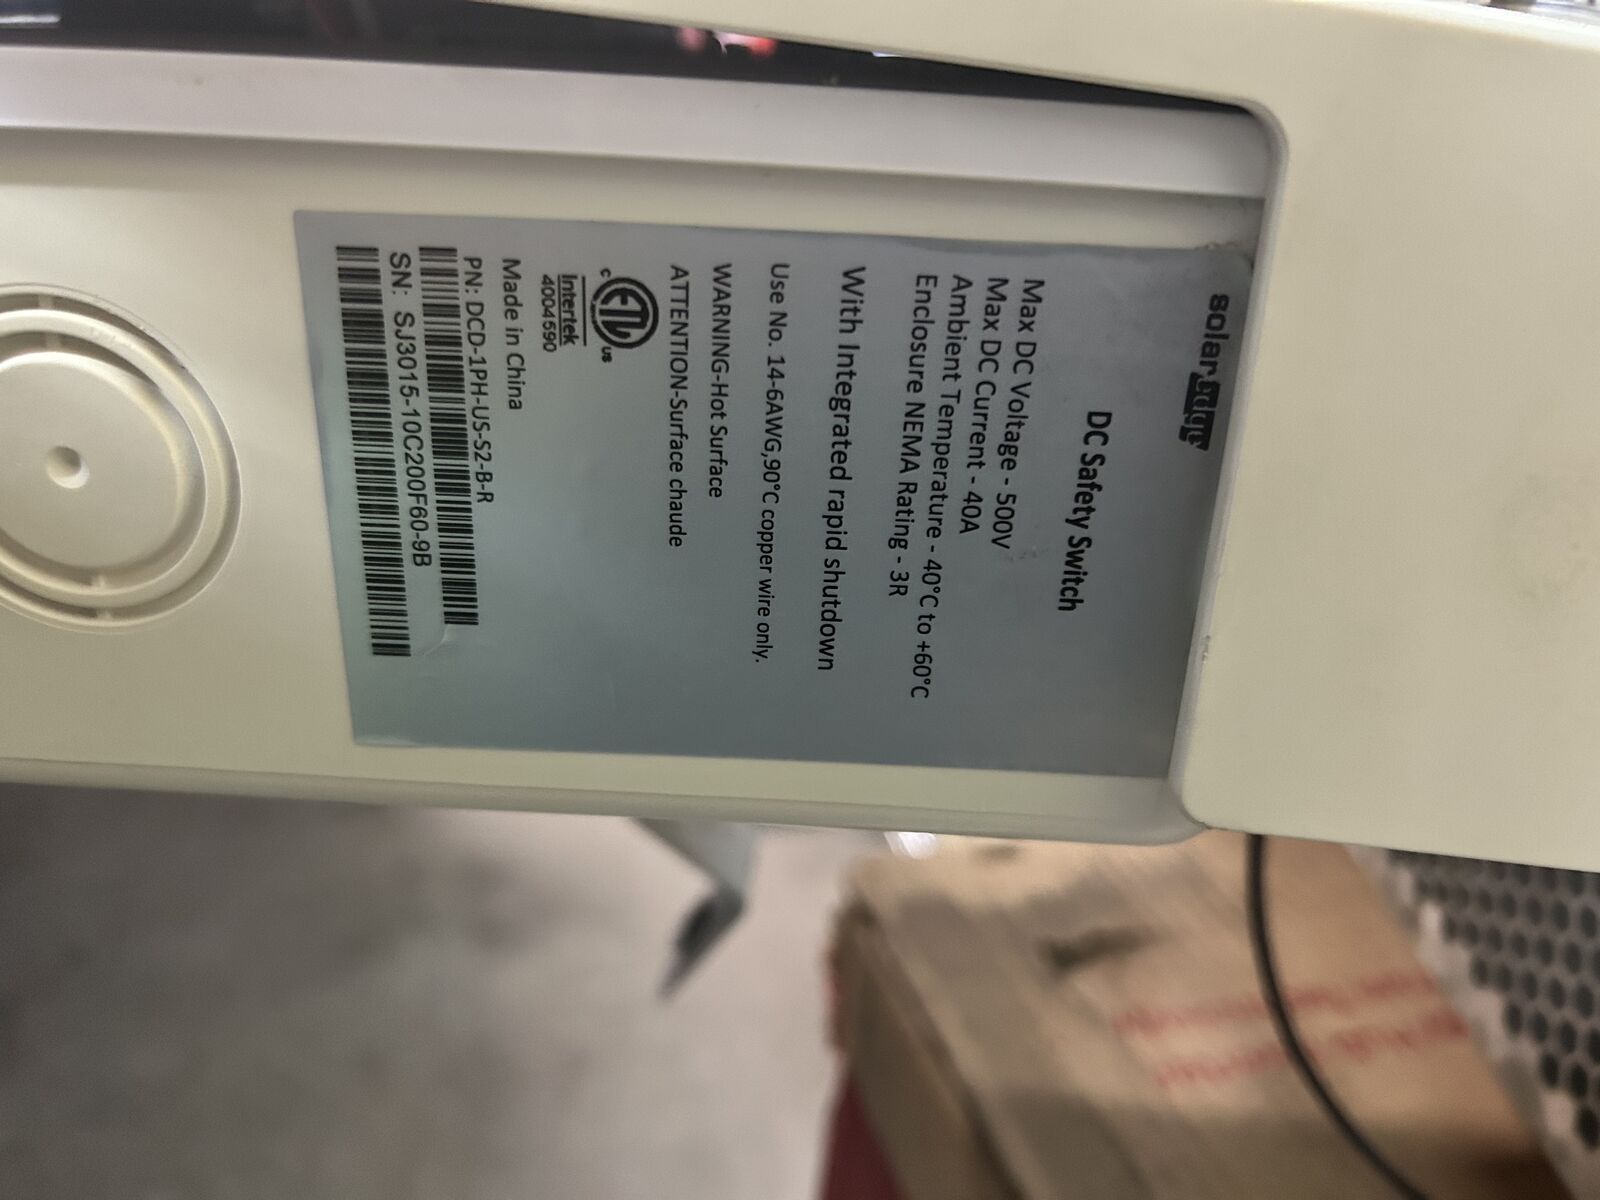 solaredge
DC Safety Switch
Max DC Voltage - 500V
Max DC Current - 40A
Ambient Temperature - 40°C to +60°C
Enclosure NEMA Rating - 3R
With Integrated rapid shutdown
Use No. 14-6AWG,90°C copper wire only.
WARNING-Hot Surface
ATTENTION-Surface chaude
ETL
c us
Intertek
4004590
Made in China
PN: DCD-1PH-US-S2-B-R
SN: SJ3015-10C200F60-9B